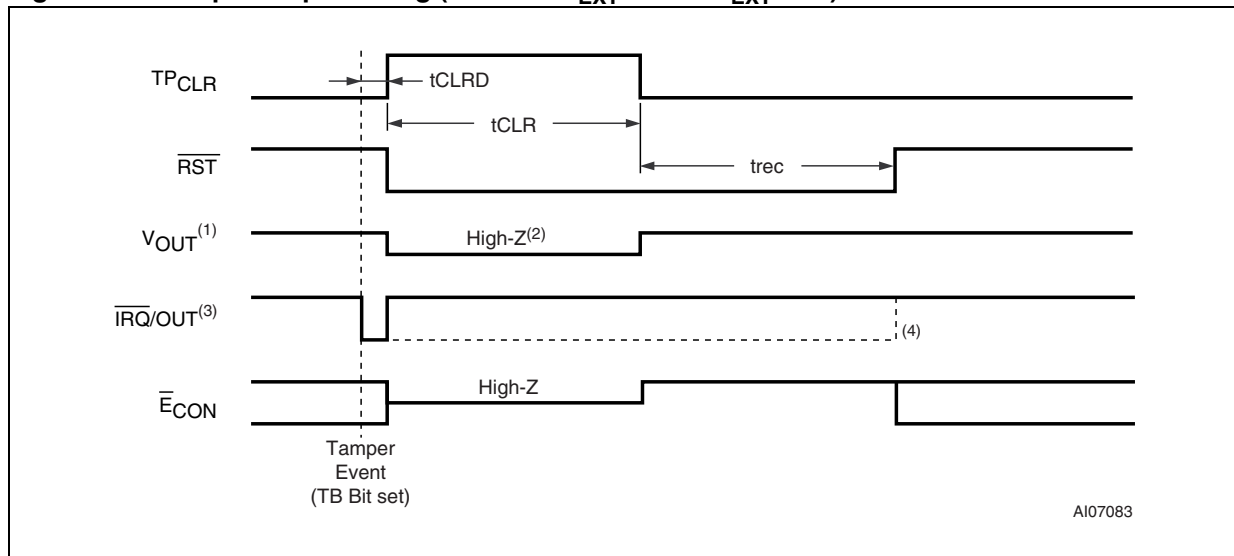 TPCLR
tCLRD
tCLR
RST
trec
VOUT(1)
High-Z(2)
IRQ/OUT(3)
(4)
High-Z
ECON
Tamper
Event
(TB Bit set)
AI07083